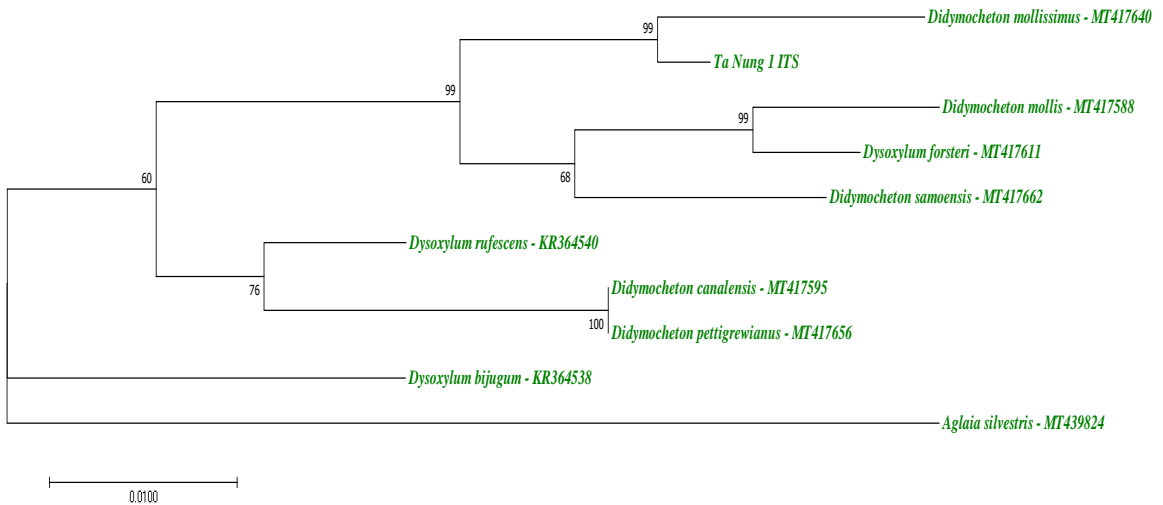 Didymocheton mollissimus - MT417640
99
Ta Nung 1 ITS
99
Didymocheton mollis - MT417588
99
Dysoxylum forsteri - MT417611
60
68
Didymocheton samoensis - MT417662
Dysoxylum rufescens - KR364540
76
Didymocheton canalensis - MT417595
100
Didymocheton pettigrewianus - MT417656
Dysoxylum bijugum - KR364538
Aglaia silvestris - MT439824
0.0100